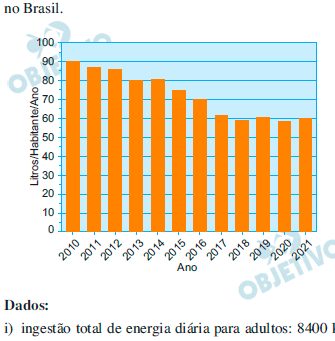 no Brasil.
OBJETIVO
Litros/Habitante/Ano
100
90
80
70
60
50
40
30
20
10
0
2010 2011 2012 2013 2014 2015 2016 2017 2018 2019 2020 2021
Ano
OBJETIVO
Dados:
i) ingestão total de energia diária para adultos: 8400